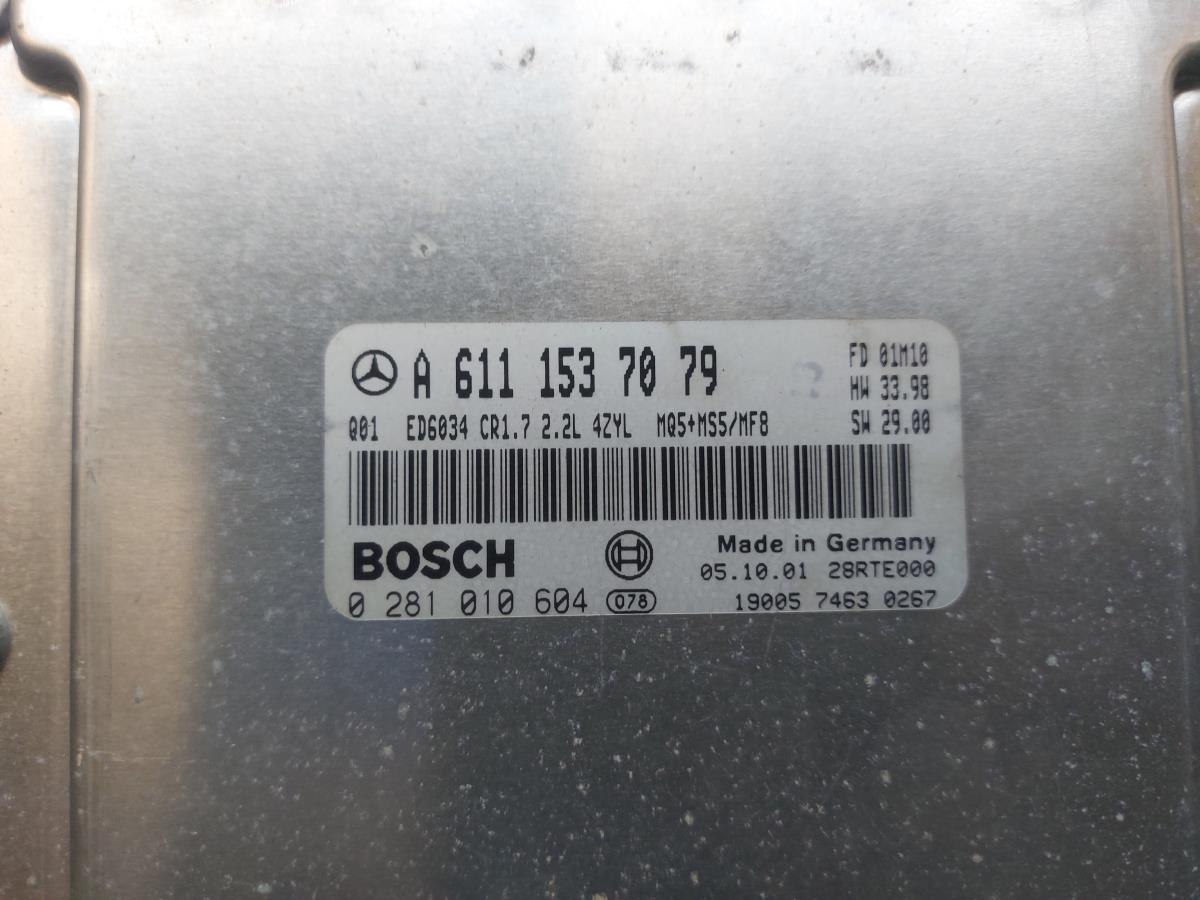 A 611 153 70 79
FD 01M10
HW 33.98
SW 29.00
Q01 ED6034 CR1.7 2.2L 4ZYL MQ5+MS5/MF8
BOSCH
Made in Germany
05.10.01 28RTE000
0 281 010 604 078
19005 7463 0267